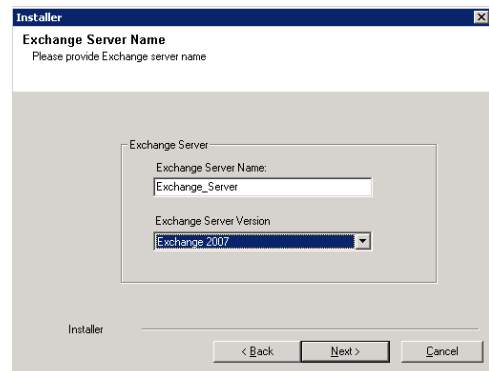 Installer
Exchange Server Name
Please provide Exchange server name
Exchange Server
Exchange Server Name:
Exchange_Server
Exchange Server Version
Exchange 2007
Installer
< Back
Next >
Cancel